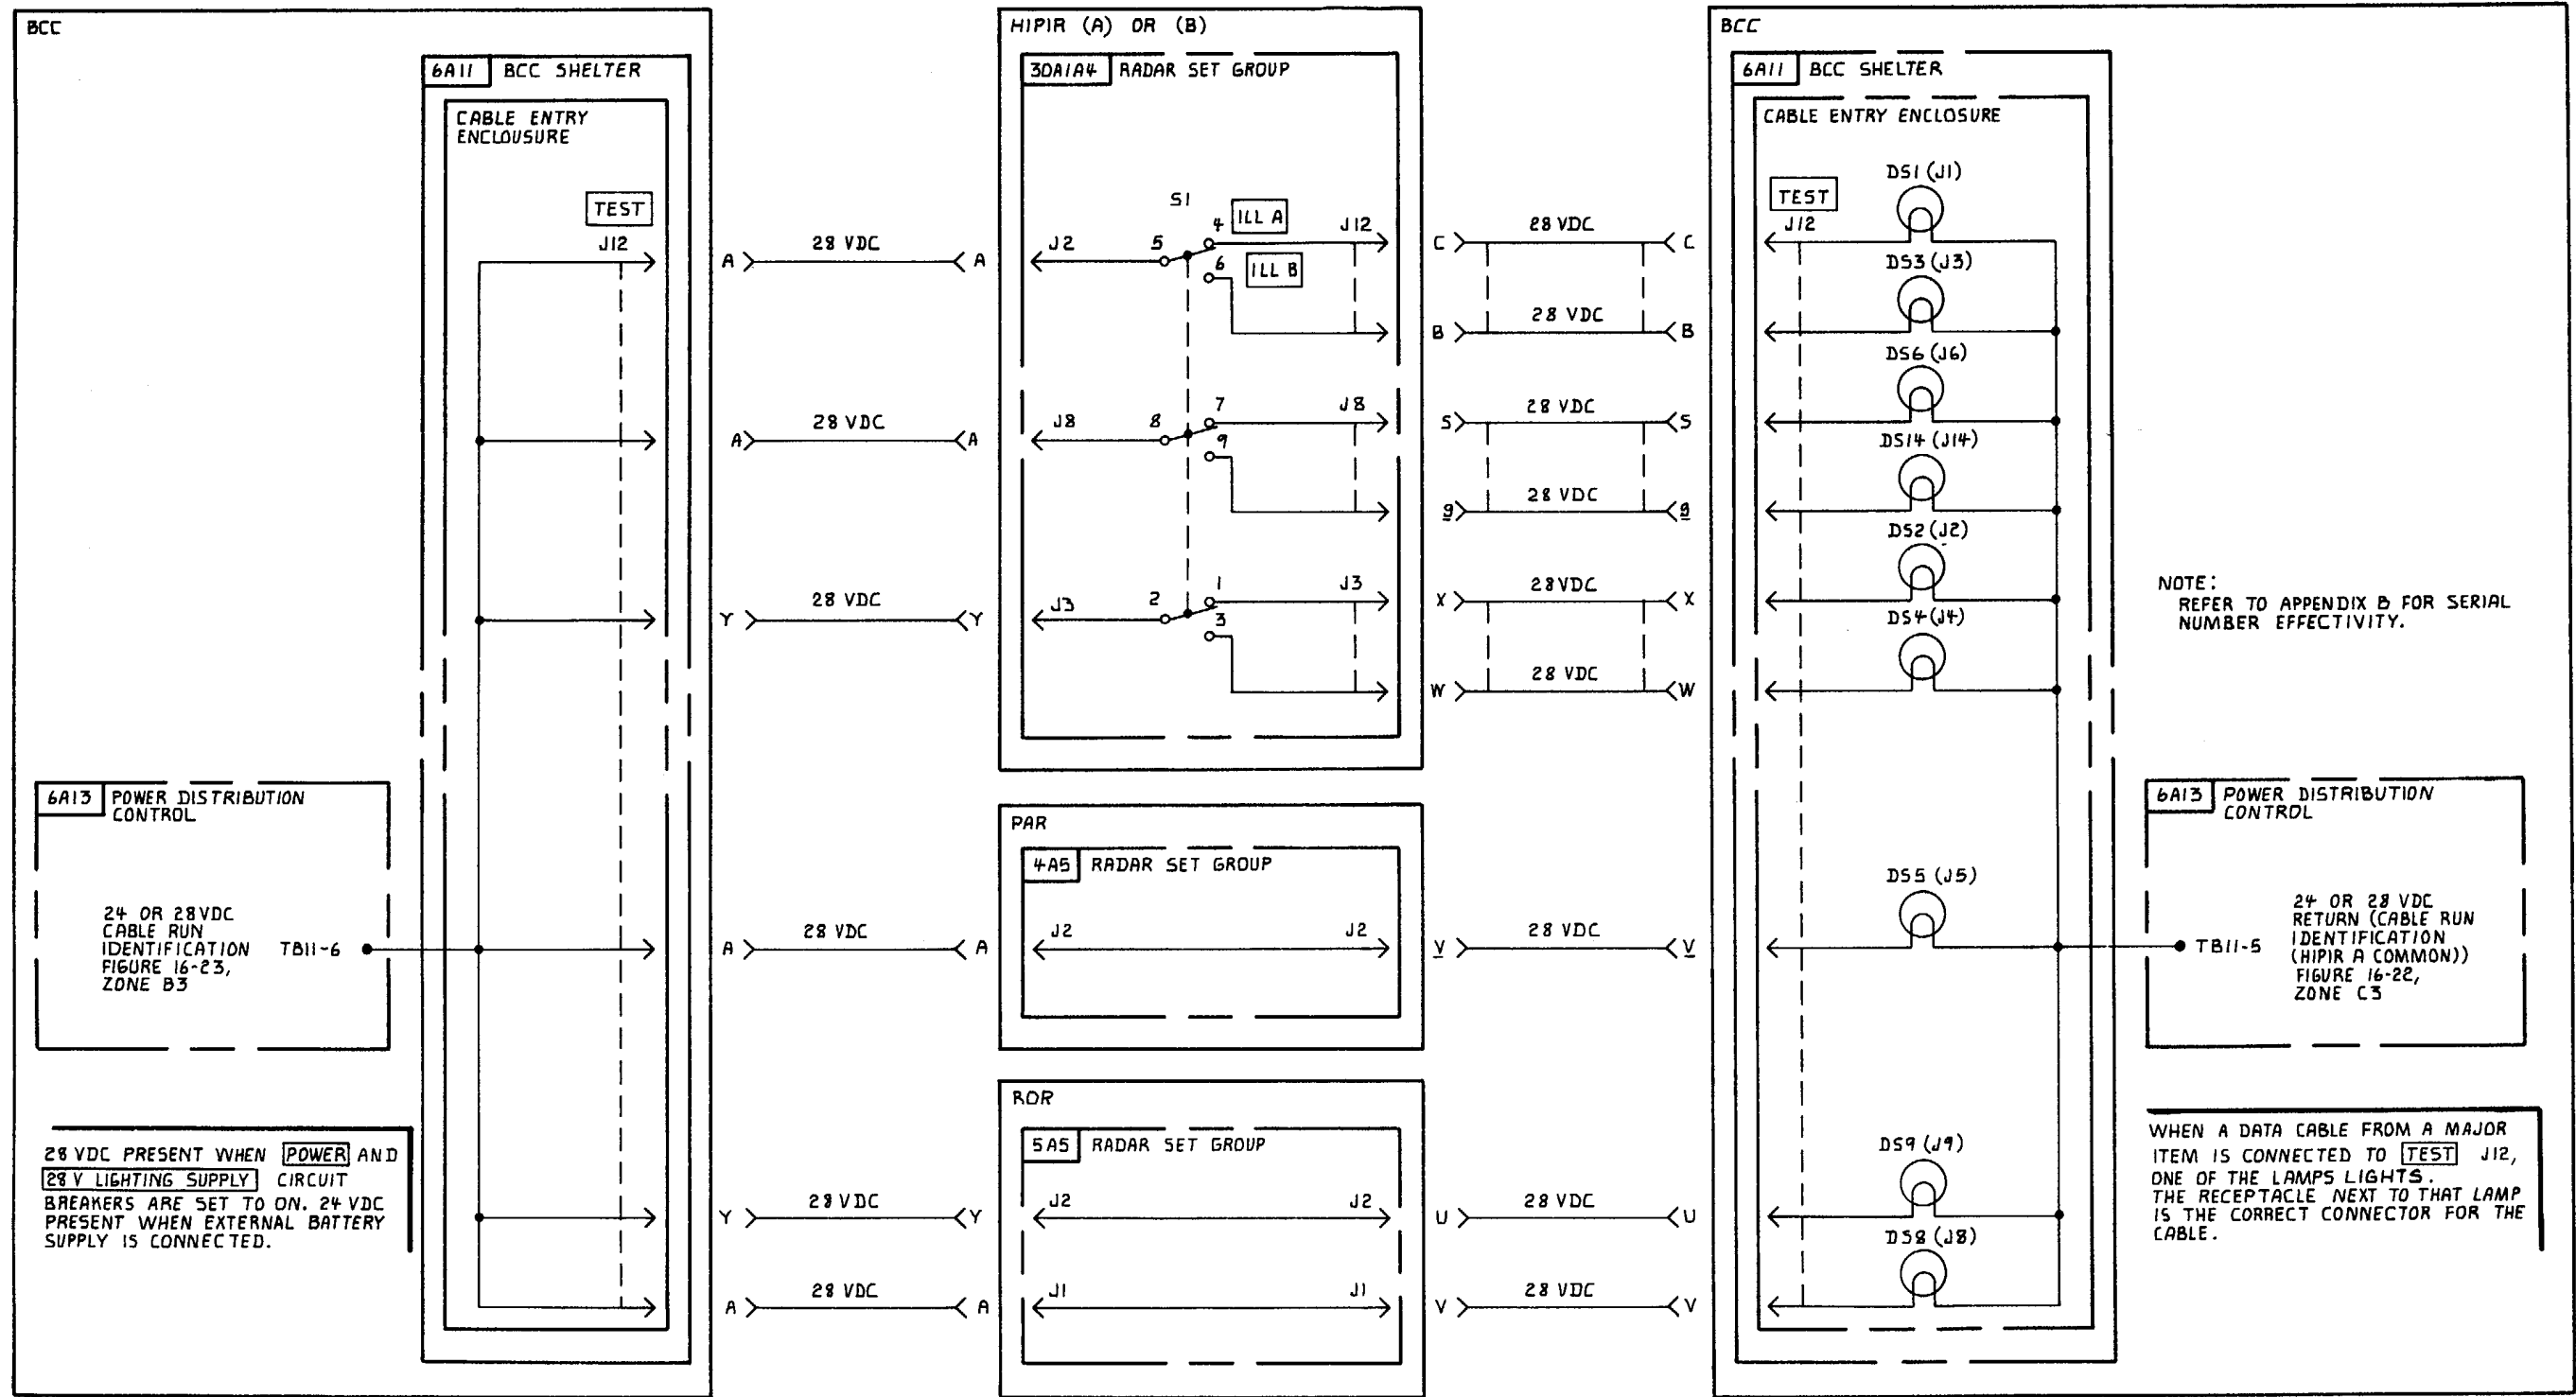 BCC
6A11 BCC SHELTER
CABLE ENTRY
ENCLOUSURE
TEST
J12
A 28 VDC A
A 28 VDC A
Y 28 VDC Y
A 28 VDC A
Y 28 VDC Y
A 28 VDC A
6A13 POWER DISTRIBUTION
CONTROL
24 OR 28VDC
CABLE RUN
IDENTIFICATION TB11-6
FIGURE 16-23,
ZONE B3
28 VDC PRESENT WHEN POWER AND
28 V LIGHTING SUPPLY CIRCUIT
BREAKERS ARE SET TO ON. 24 VDC
PRESENT WHEN EXTERNAL BATTERY
SUPPLY IS CONNECTED.
HIPIR (A) OR (B)
3DA1A4 RADAR SET GROUP
S1
J2 5 4 ILL A J12
6 ILL B
J8 8 7 J8
9
J3 2 1 J3
3
PAR
4A5 RADAR SET GROUP
J2 J2
ROR
5A5 RADAR SET GROUP
J2 J2
J1 J1
C 28 VDC C
B 28 VDC B
S 28 VDC S
g 28 VDC g
X 28VDC X
W 28 VDC W
V 28 VDC V
U 28 VDC U
V 28 VDC V
BCC
6A11 BCC SHELTER
CABLE ENTRY ENCLOSURE
TEST
J12
DS1 (J1)
DS3 (J3)
DS6 (J6)
DS14 (J14)
DS2 (J2)
DS4 (J4)
DS5 (J5)
DS9 (J9)
DS8 (J8)
NOTE:
REFER TO APPENDIX B FOR SERIAL
NUMBER EFFECTIVITY.
6A13 POWER DISTRIBUTION
CONTROL
24 OR 28 VDC
RETURN (CABLE RUN
TB11-5 IDENTIFICATION
(HIPIR A COMMON))
FIGURE 16-22,
ZONE C3
WHEN A DATA CABLE FROM A MAJOR
ITEM IS CONNECTED TO TEST J12,
ONE OF THE LAMPS LIGHTS.
THE RECEPTACLE NEXT TO THAT LAMP
IS THE CORRECT CONNECTOR FOR THE
CABLE.